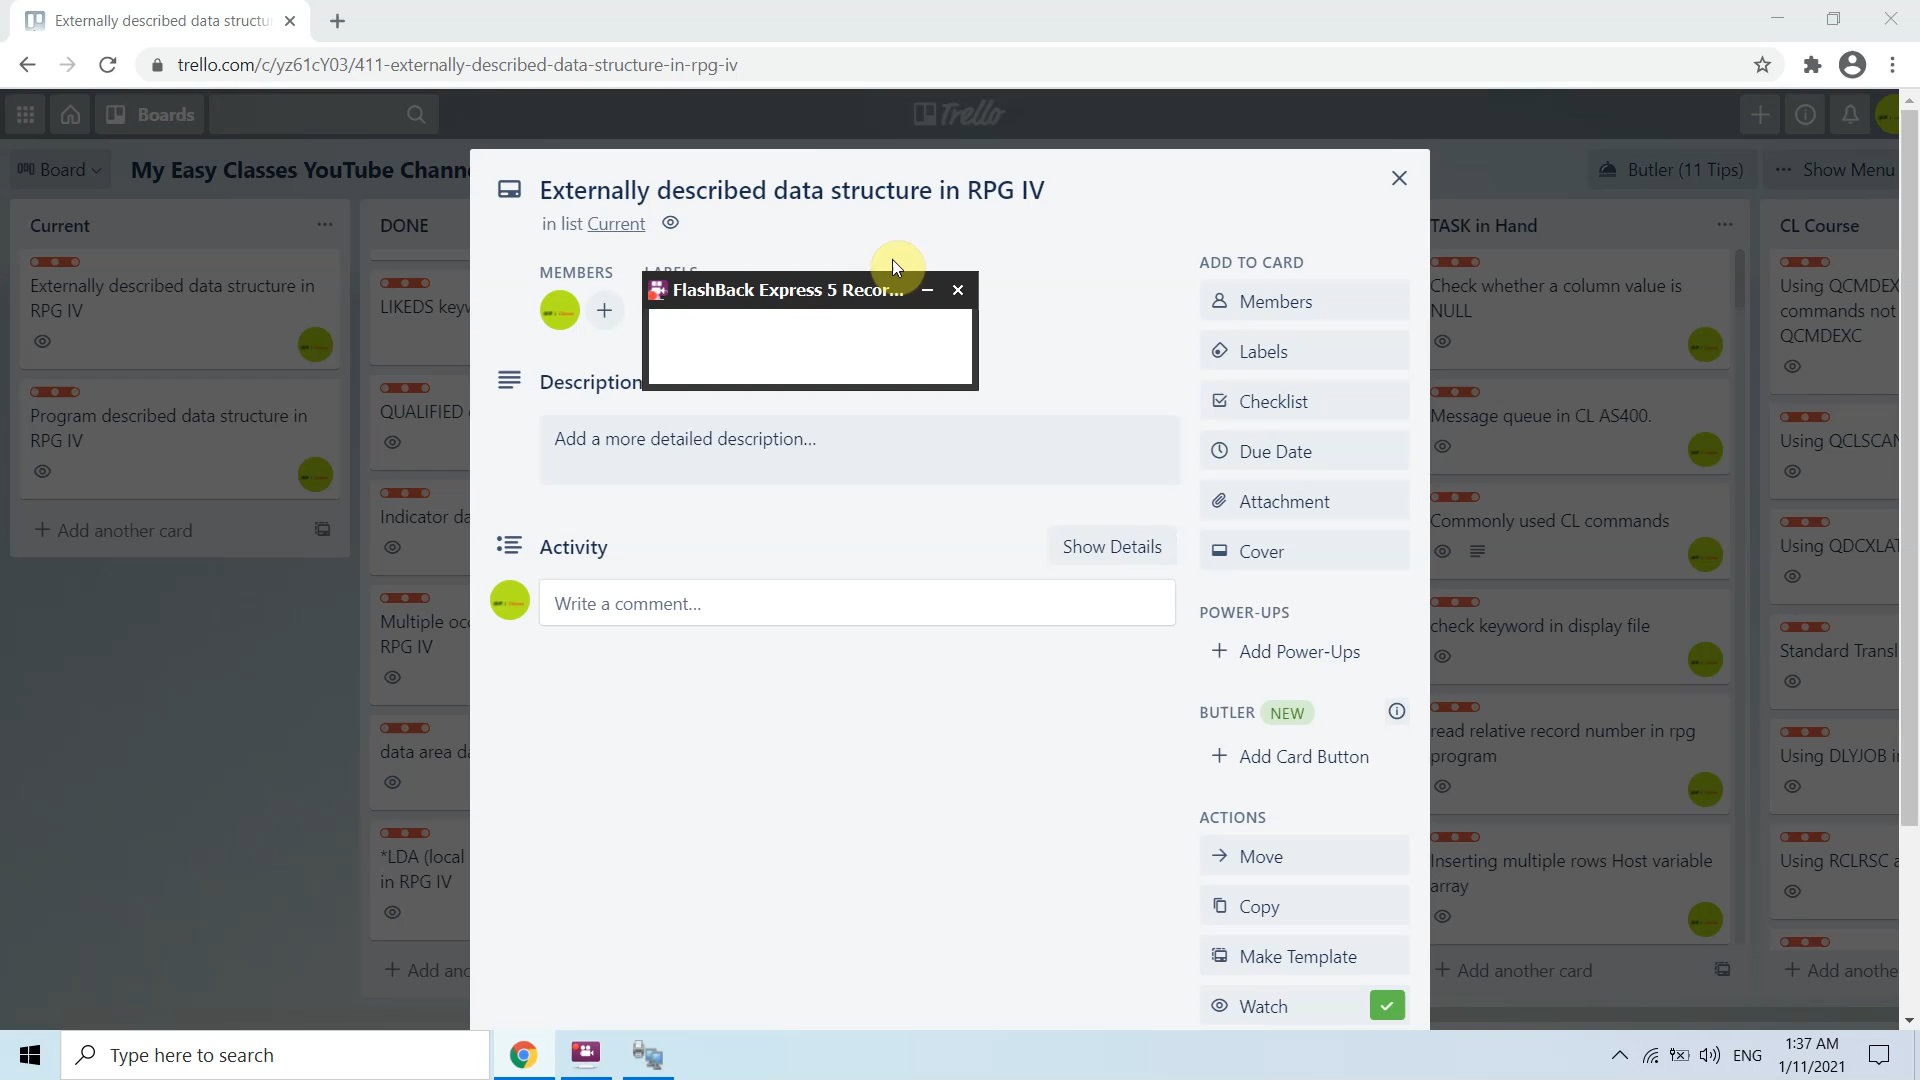 Externally described data structu
trello.com/c/yz61cY03/411-externally-described-data-structure-in-rpg-iv
Boards
Trello
Board
My Easy Classes YouTube Chann
Butler (11 Tips)
Show Menu
Current
Externally described data structure in
RPG IV
Program described data structure in
RPG IV
Add another card
DONE
LIKEDS keyw
QUALIFIED
Indicator da
Multiple occ
RPG IV
data area da
*LDA (local
in RPG IV
Add ano
Externally described data structure in RPG IV
in list Current
MEMBERS
LABELS
FlashBack Express 5 Recor...
Description
Add a more detailed description...
Activity
Show Details
Write a comment...
ADD TO CARD
Members
Labels
Checklist
Due Date
Attachment
Cover
POWER-UPS
Add Power-Ups
BUTLER
NEW
Add Card Button
ACTIONS
Move
Copy
Make Template
Watch
TASK in Hand
Check whether a column value is
NULL
Message queue in CL AS400.
Commonly used CL commands
check keyword in display file
read relative record number in rpg
program
Inserting multiple rows Host variable
array
Add another card
CL Course
Using QCMDEX
commands not
QCMDEXC
Using QCLSCAN
Using QDCXLAT
Standard Transl
Using DLYJOB i
Using RCLRSC a
Add anothe
Type here to search
ENG
1:37 AM
1/11/2021